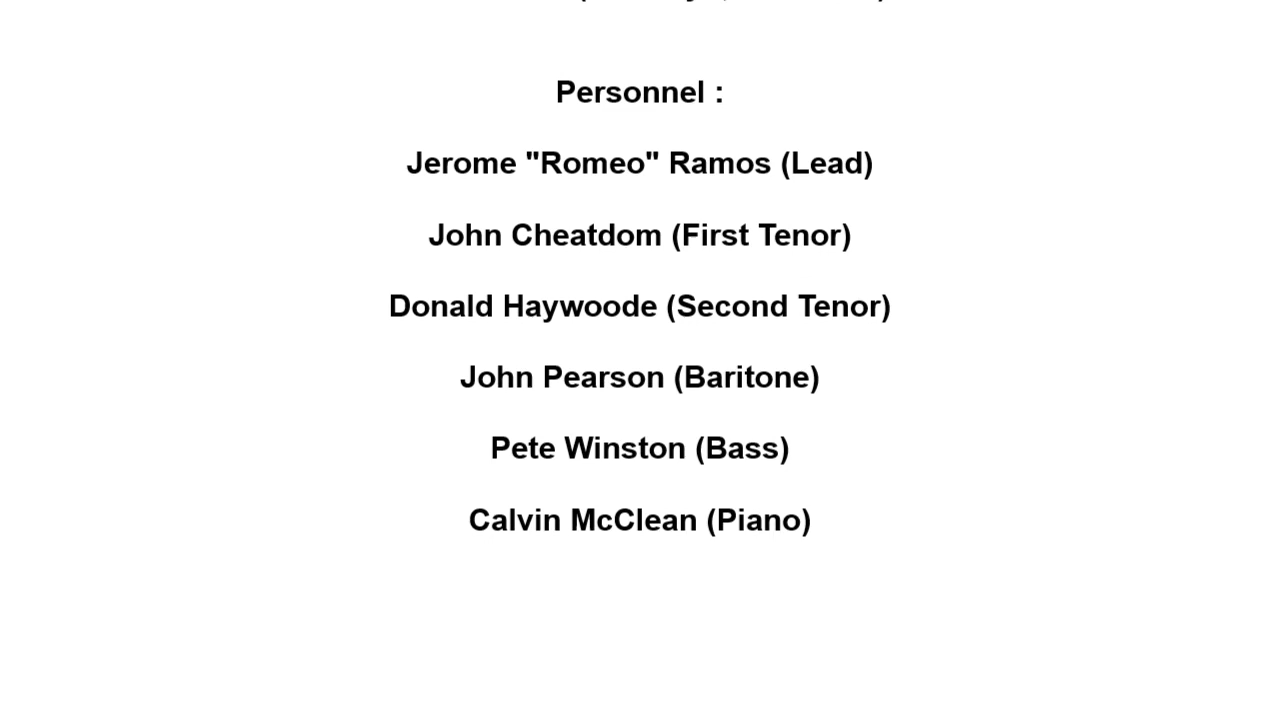 Personnel :
Jerome "Romeo" Ramos (Lead)
John Cheatdom (First Tenor)
Donald Haywoode (Second Tenor)
John Pearson (Baritone)
Pete Winston (Bass)
Calvin McClean (Piano)